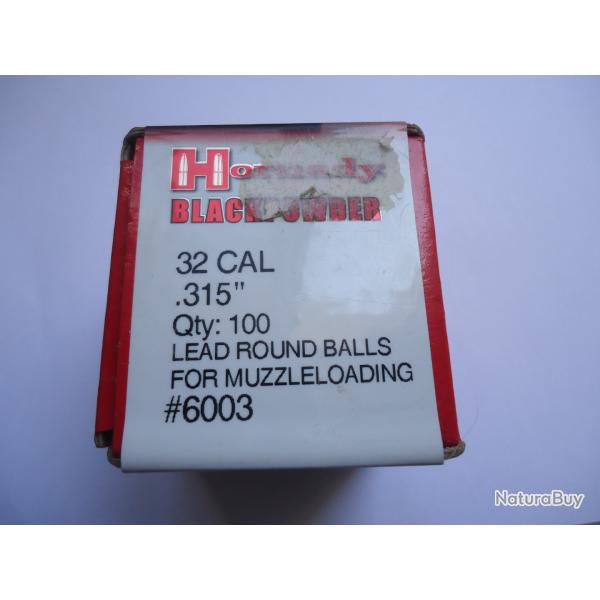 Hornady
BLACKPOWDER
32 CAL
.315"
Qty: 100
LEAD ROUND BALLS
FOR MUZZLELOADING
#6003
NaturaBuy